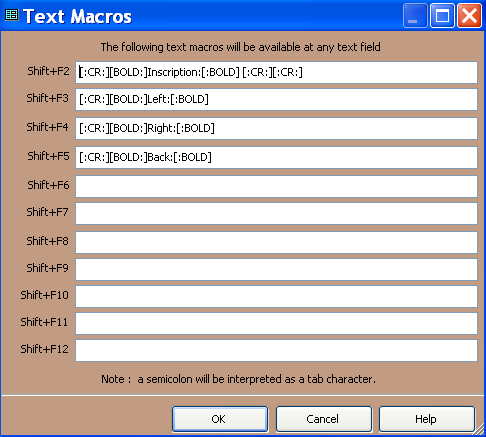 Text Macros
The following text macros will be available at any text field
Shift+F2 [:CR:][BOLD:]Inscription:[:BOLD] [:CR:][:CR:]
Shift+F3 [:CR:][BOLD:]Left:[:BOLD]
Shift+F4 [:CR:][BOLD:]Right:[:BOLD]
Shift+F5 [:CR:][BOLD:]Back:[:BOLD]
Shift+F6
Shift+F7
Shift+F8
Shift+F9
Shift+F10
Shift+F11
Shift+F12
Note : a semicolon will be interpreted as a tab character.
OK Cancel Help